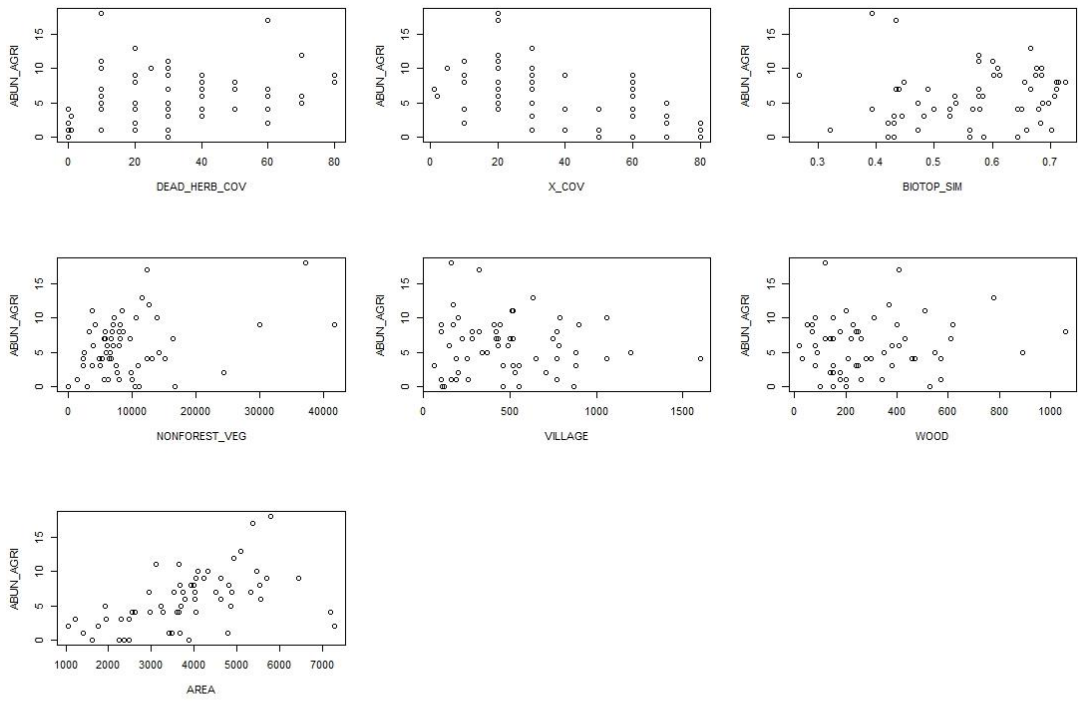 ABUN_AGRI
0 5 10 15
0 20 40 60 80
DEAD_HERB_COV
ABUN_AGRI
0 5 10 15
0 20 40 60 80
X_COV
ABUN_AGRI
0 5 10 15
0.3 0.4 0.5 0.6 0.7
BIOTOP_SIM
ABUN_AGRI
0 5 10 15
0 10000 20000 30000 40000
NONFOREST_VEG
ABUN_AGRI
0 5 10 15
0 500 1000 1500
VILLAGE
ABUN_AGRI
0 5 10 15
0 200 400 600 800 1000
WOOD
ABUN_AGRI
0 5 10 15
1000 2000 3000 4000 5000 6000 7000
AREA